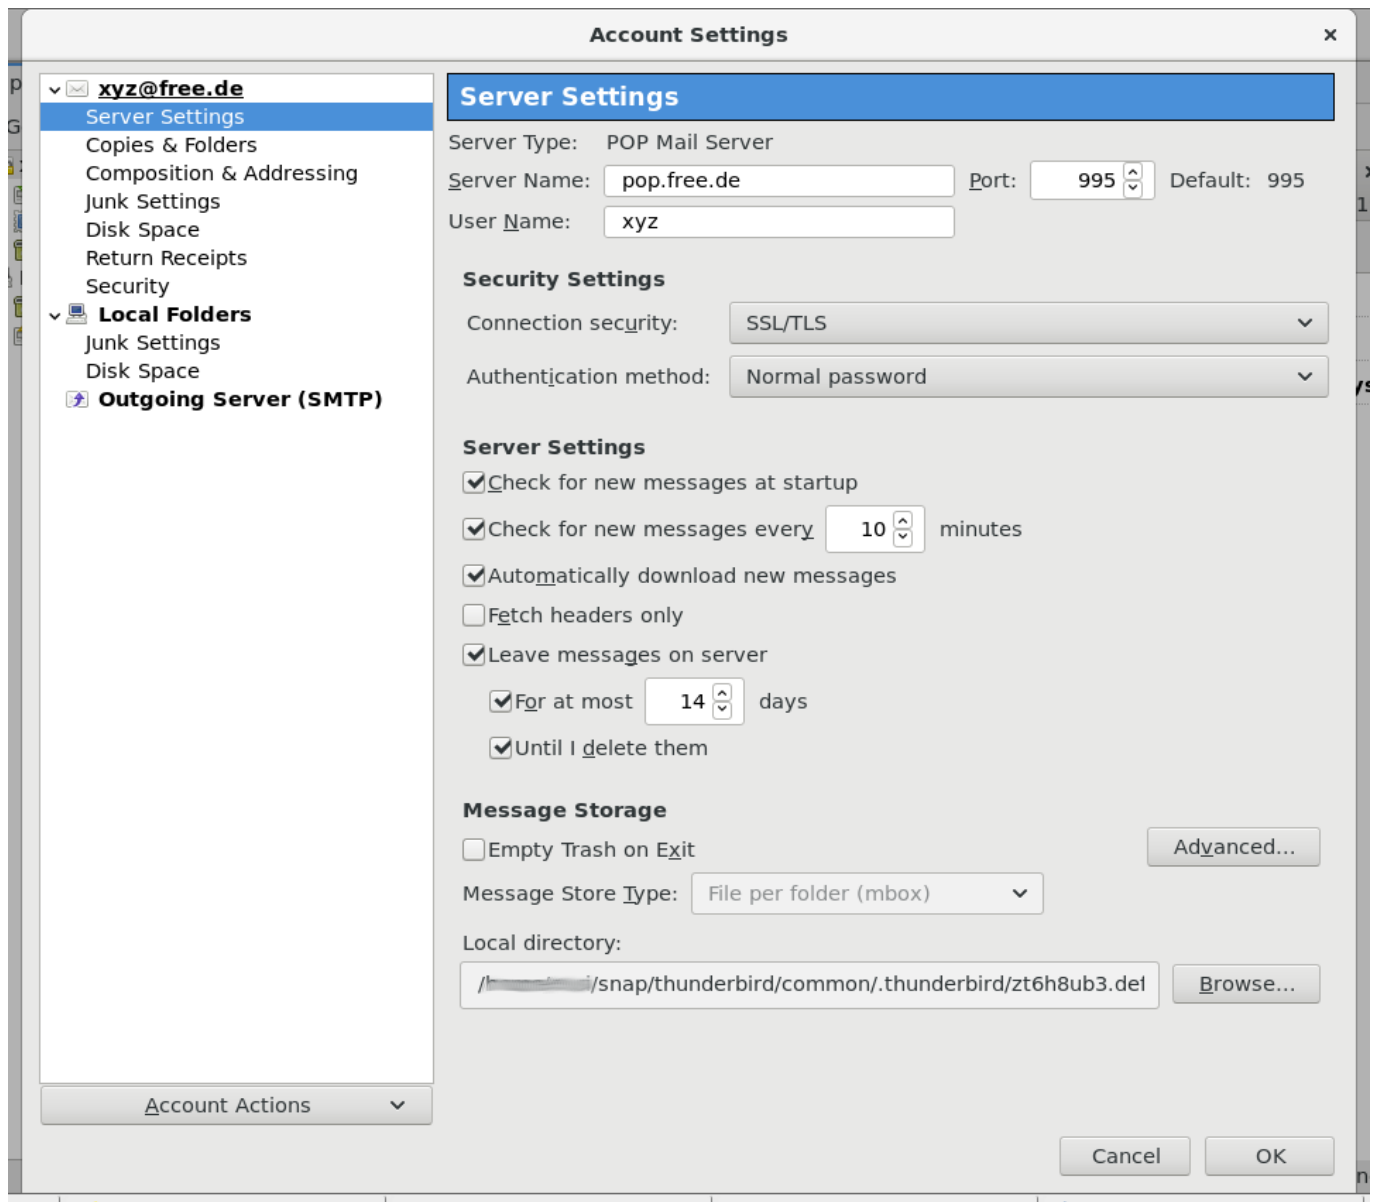 Account Settings
xyz@free.de
Server Settings
Copies & Folders
Composition & Addressing
Junk Settings
Disk Space
Return Receipts
Security
Local Folders
Junk Settings
Disk Space
Outgoing Server (SMTP)
Account Actions
Server Settings
Server Type: POP Mail Server
Server Name: pop.free.de Port: 995 Default: 995
User Name: xyz
Security Settings
Connection security: SSL/TLS
Authentication method: Normal password
Server Settings
Check for new messages at startup
Check for new messages every 10 minutes
Automatically download new messages
Fetch headers only
Leave messages on server
For at most 14 days
Until I delete them
Message Storage
Empty Trash on Exit
Advanced...
Message Store Type: File per folder (mbox)
Local directory:
/snap/thunderbird/common/.thunderbird/zt6h8ub3.def
Browse...
Cancel
OK